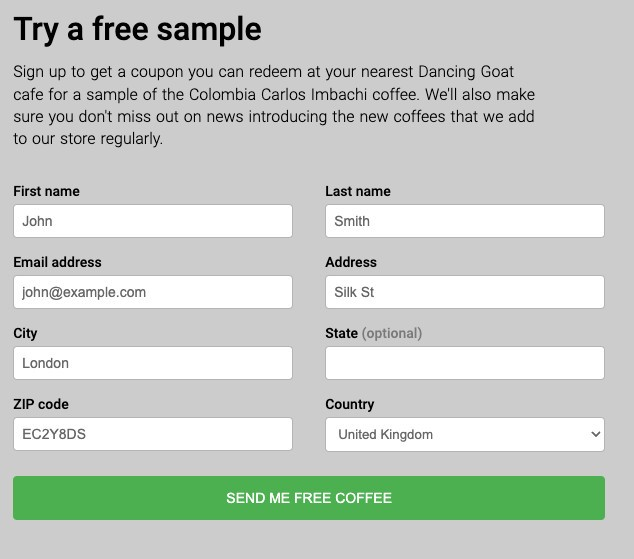 Try a free sample
Sign up to get a coupon you can redeem at your nearest Dancing Goat
cafe for a sample of the Colombia Carlos Imbachi coffee. We'll also make
sure you don't miss out on news introducing the new coffees that we add
to our store regularly.
First name
Last name
John
Smith
Email address
Address
john@example.com
Silk St
City
State (optional)
London
ZIP code
Country
EC2Y8DS
United Kingdom
SEND ME FREE COFFEE